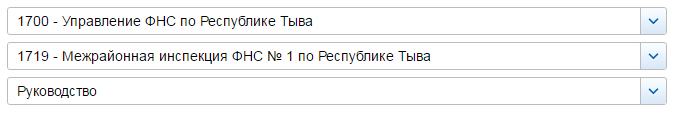 1700 - Управление ФНС по Республике Тыва
1719 - Межрайонная инспекция ФНС № 1 по Республике Тыва
Руководство